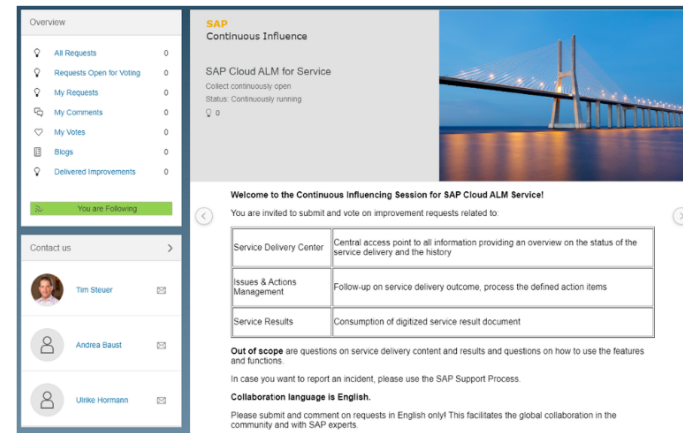 Overview
All Requests 0
Requests Open for Voting 0
My Requests 0
My Comments 0
My Votes 0
Blogs 0
Delivered Improvements 0
You are Following
Contact us
Tim Steuer
Andrea Baust
Ulrike Hormann
SAP
Continuous Influence
SAP Cloud ALM for Service
Collect continuously open
Status: Continuously running
0
Welcome to the Continuous Influencing Session for SAP Cloud ALM Service!
You are invited to submit and vote on improvement requests related to:
Service Delivery Center
Central access point to all information providing an overview on the status of the
service delivery and the history
Issues & Actions
Management
Follow-up on service delivery outcome, process the defined action items
Service Results
Consumption of digitized service result document
Out of scope are questions on service delivery content and results and questions on how to use the features
and functions.
In case you want to report an incident, please use the SAP Support Process.
Collaboration language is English.
Please submit and comment on requests in English only! This facilitates the global collaboration in the
community and with SAP experts.